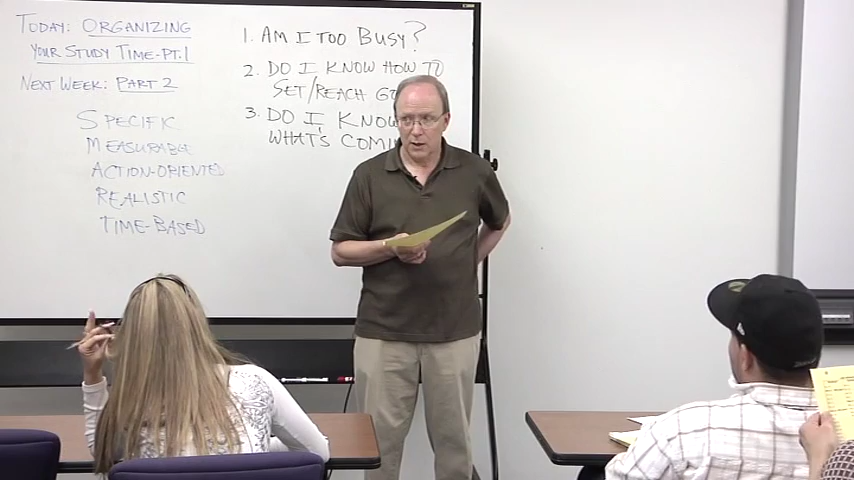 TODAY: ORGANIZING
YOUR STUDY TIME-PT.1
NEXT WEEK: PART 2
SPECIFIC
MEASURABLE
ACTION-ORIENTED
REALISTIC
TIME-BASED
1. AM I TOO BUSY?
2. DO I KNOW HOW TO
SET/REACH
3. DO I KNOW
WHAT'S